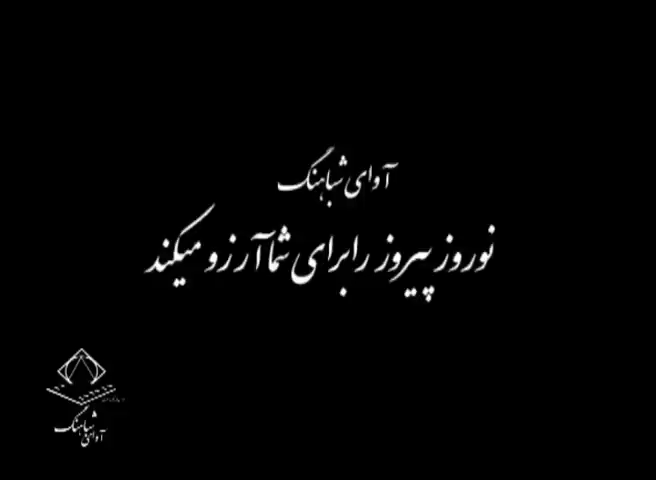 آوای شباهنگ
نوروز پیروز را برای شما آرزو میکند
آوای شباهنگ